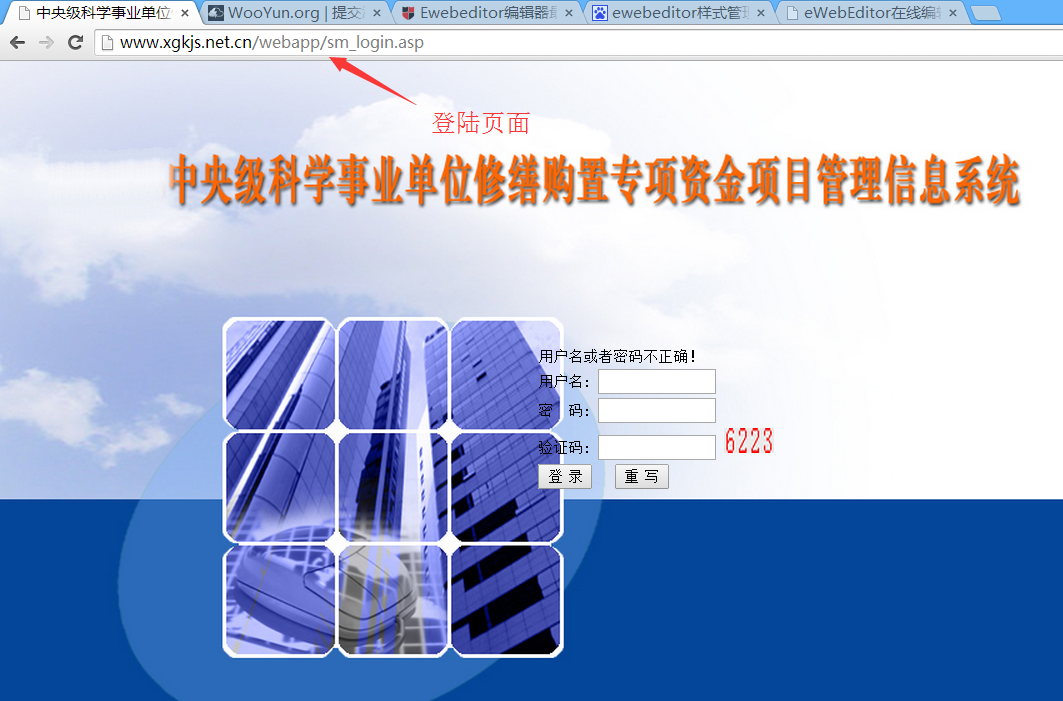 中央级科学事业单位
WooYun.org | 提交
Ewebeditor编辑器
ewebeditor样式管
eWebEditor在线编
www.xgkjs.net.cn/webapp/sm_login.asp
登陆页面
中央级科学事业单位修缮购置专项资金项目管理信息系统
用户名或者密码不正确!
用户名:
密 码:
验证码: 6223
登 录 重 写